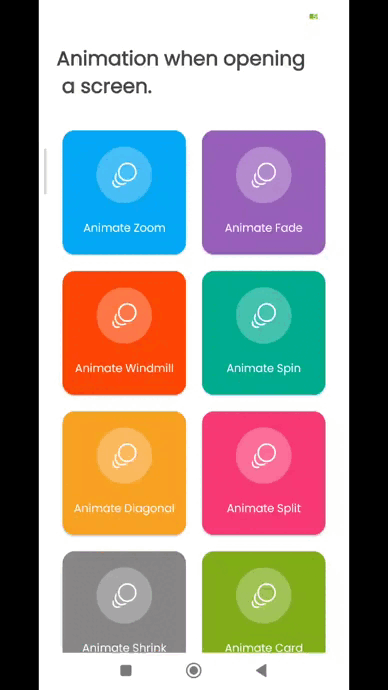 Animation when opening
a screen.
Animate Zoom
Animate Fade
Animate Windmill
Animate Spin
Animate Diagonal
Animate Split
Animate Shrink
Animate Card